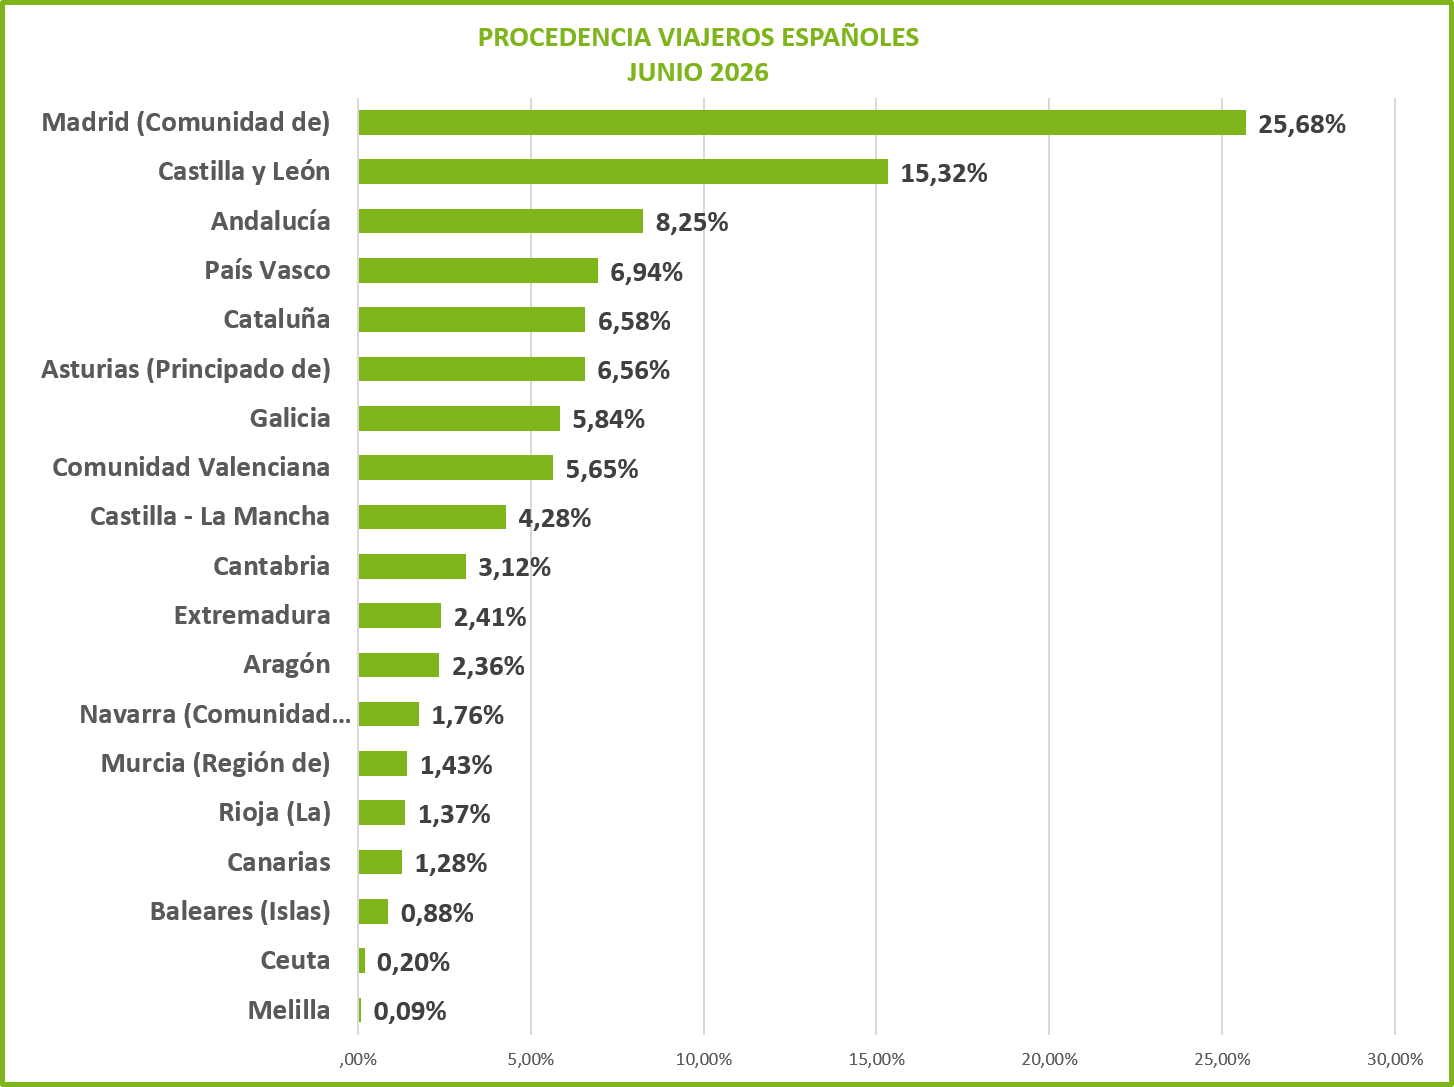 PROCEDENCIA VIAJEROS ESPAÑOLES
JUNIO 2026
Madrid (Comunidad de) 25,68%
Castilla y León 15,32%
Andalucía 8,25%
País Vasco 6,94%
Cataluña 6,58%
Asturias (Principado de) 6,56%
Galicia 5,84%
Comunidad Valenciana 5,65%
Castilla - La Mancha 4,28%
Cantabria 3,12%
Extremadura 2,41%
Aragón 2,36%
Navarra (Comunidad... 1,76%
Murcia (Región de) 1,43%
Rioja (La) 1,37%
Canarias 1,28%
Baleares (Islas) 0,88%
Ceuta 0,20%
Melilla 0,09%
,00% 5,00% 10,00% 15,00% 20,00% 25,00% 30,00%